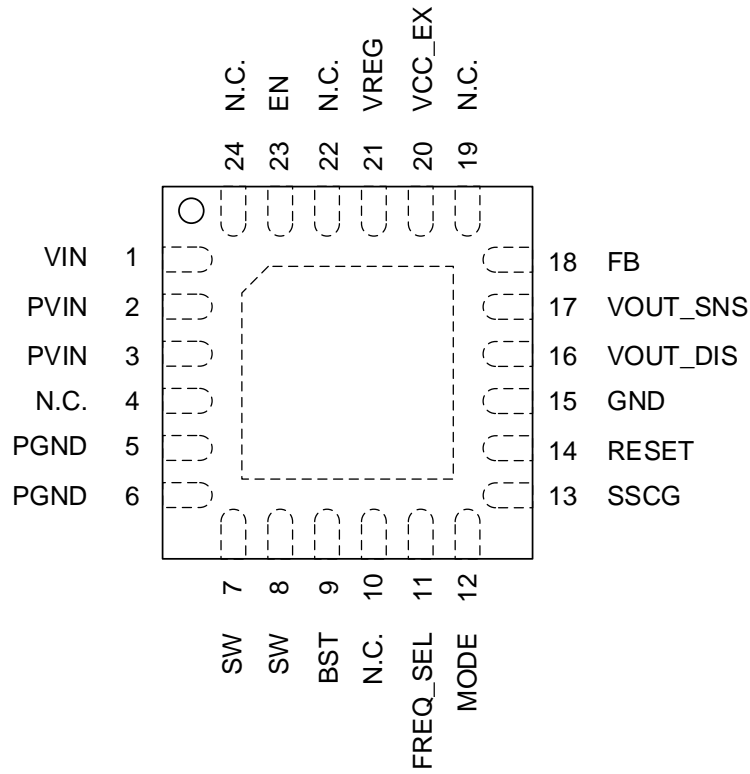 N.C.
EN
N.C.
VREG
VCC_EX
N.C.
24
23
22
21
20
19
VIN 1
PVIN 2
PVIN 3
N.C. 4
PGND 5
PGND 6
18 FB
17 VOUT_SNS
16 VOUT_DIS
15 GND
14 RESET
13 SSCG
7
8
9
10
11
12
SW
SW
BST
N.C.
FREQ_SEL
MODE